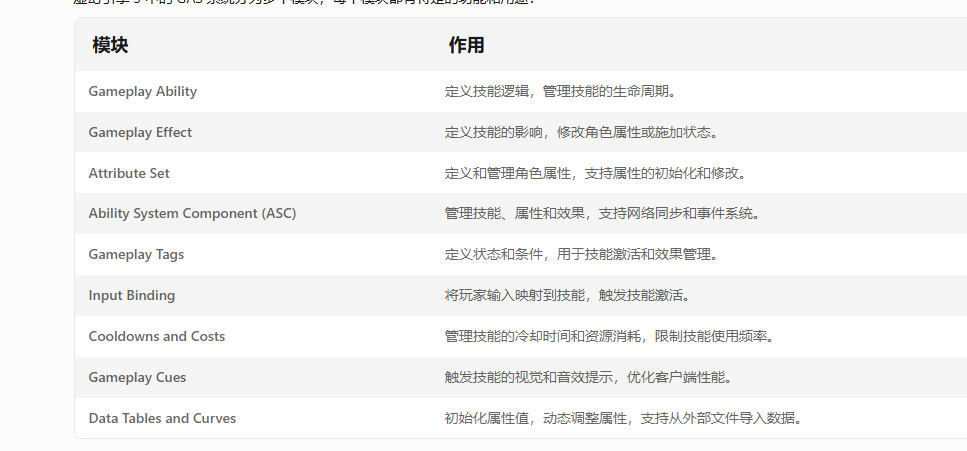 虚幻引擎 5 中的 GAS 系统分为多个模块，每个模块都有特定的功能和用途：
模块 作用
Gameplay Ability 定义技能逻辑，管理技能的生命周期。
Gameplay Effect 定义技能的影响，修改角色属性或施加状态。
Attribute Set 定义和管理角色属性，支持属性的初始化和修改。
Ability System Component (ASC) 管理技能、属性和效果，支持网络同步和事件系统。
Gameplay Tags 定义状态和条件，用于技能激活和效果管理。
Input Binding 将玩家输入映射到技能，触发技能激活。
Cooldowns and Costs 管理技能的冷却时间和资源消耗，限制技能使用频率。
Gameplay Cues 触发技能的视觉和音效提示，优化客户端性能。
Data Tables and Curves 初始化属性值，动态调整属性，支持从外部文件导入数据。